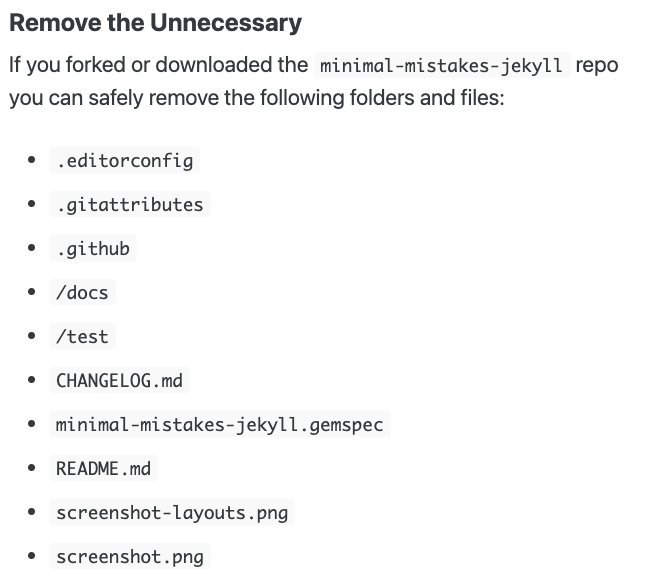 Remove the Unnecessary
If you forked or downloaded the minimal-mistakes-jekyll repo
you can safely remove the following folders and files:
• .editorconfig
• .gitattributes
• .github
• /docs
• /test
• CHANGELOG.md
• minimal-mistakes-jekyll.gemspec
• README.md
• screenshot-layouts.png
• screenshot.png